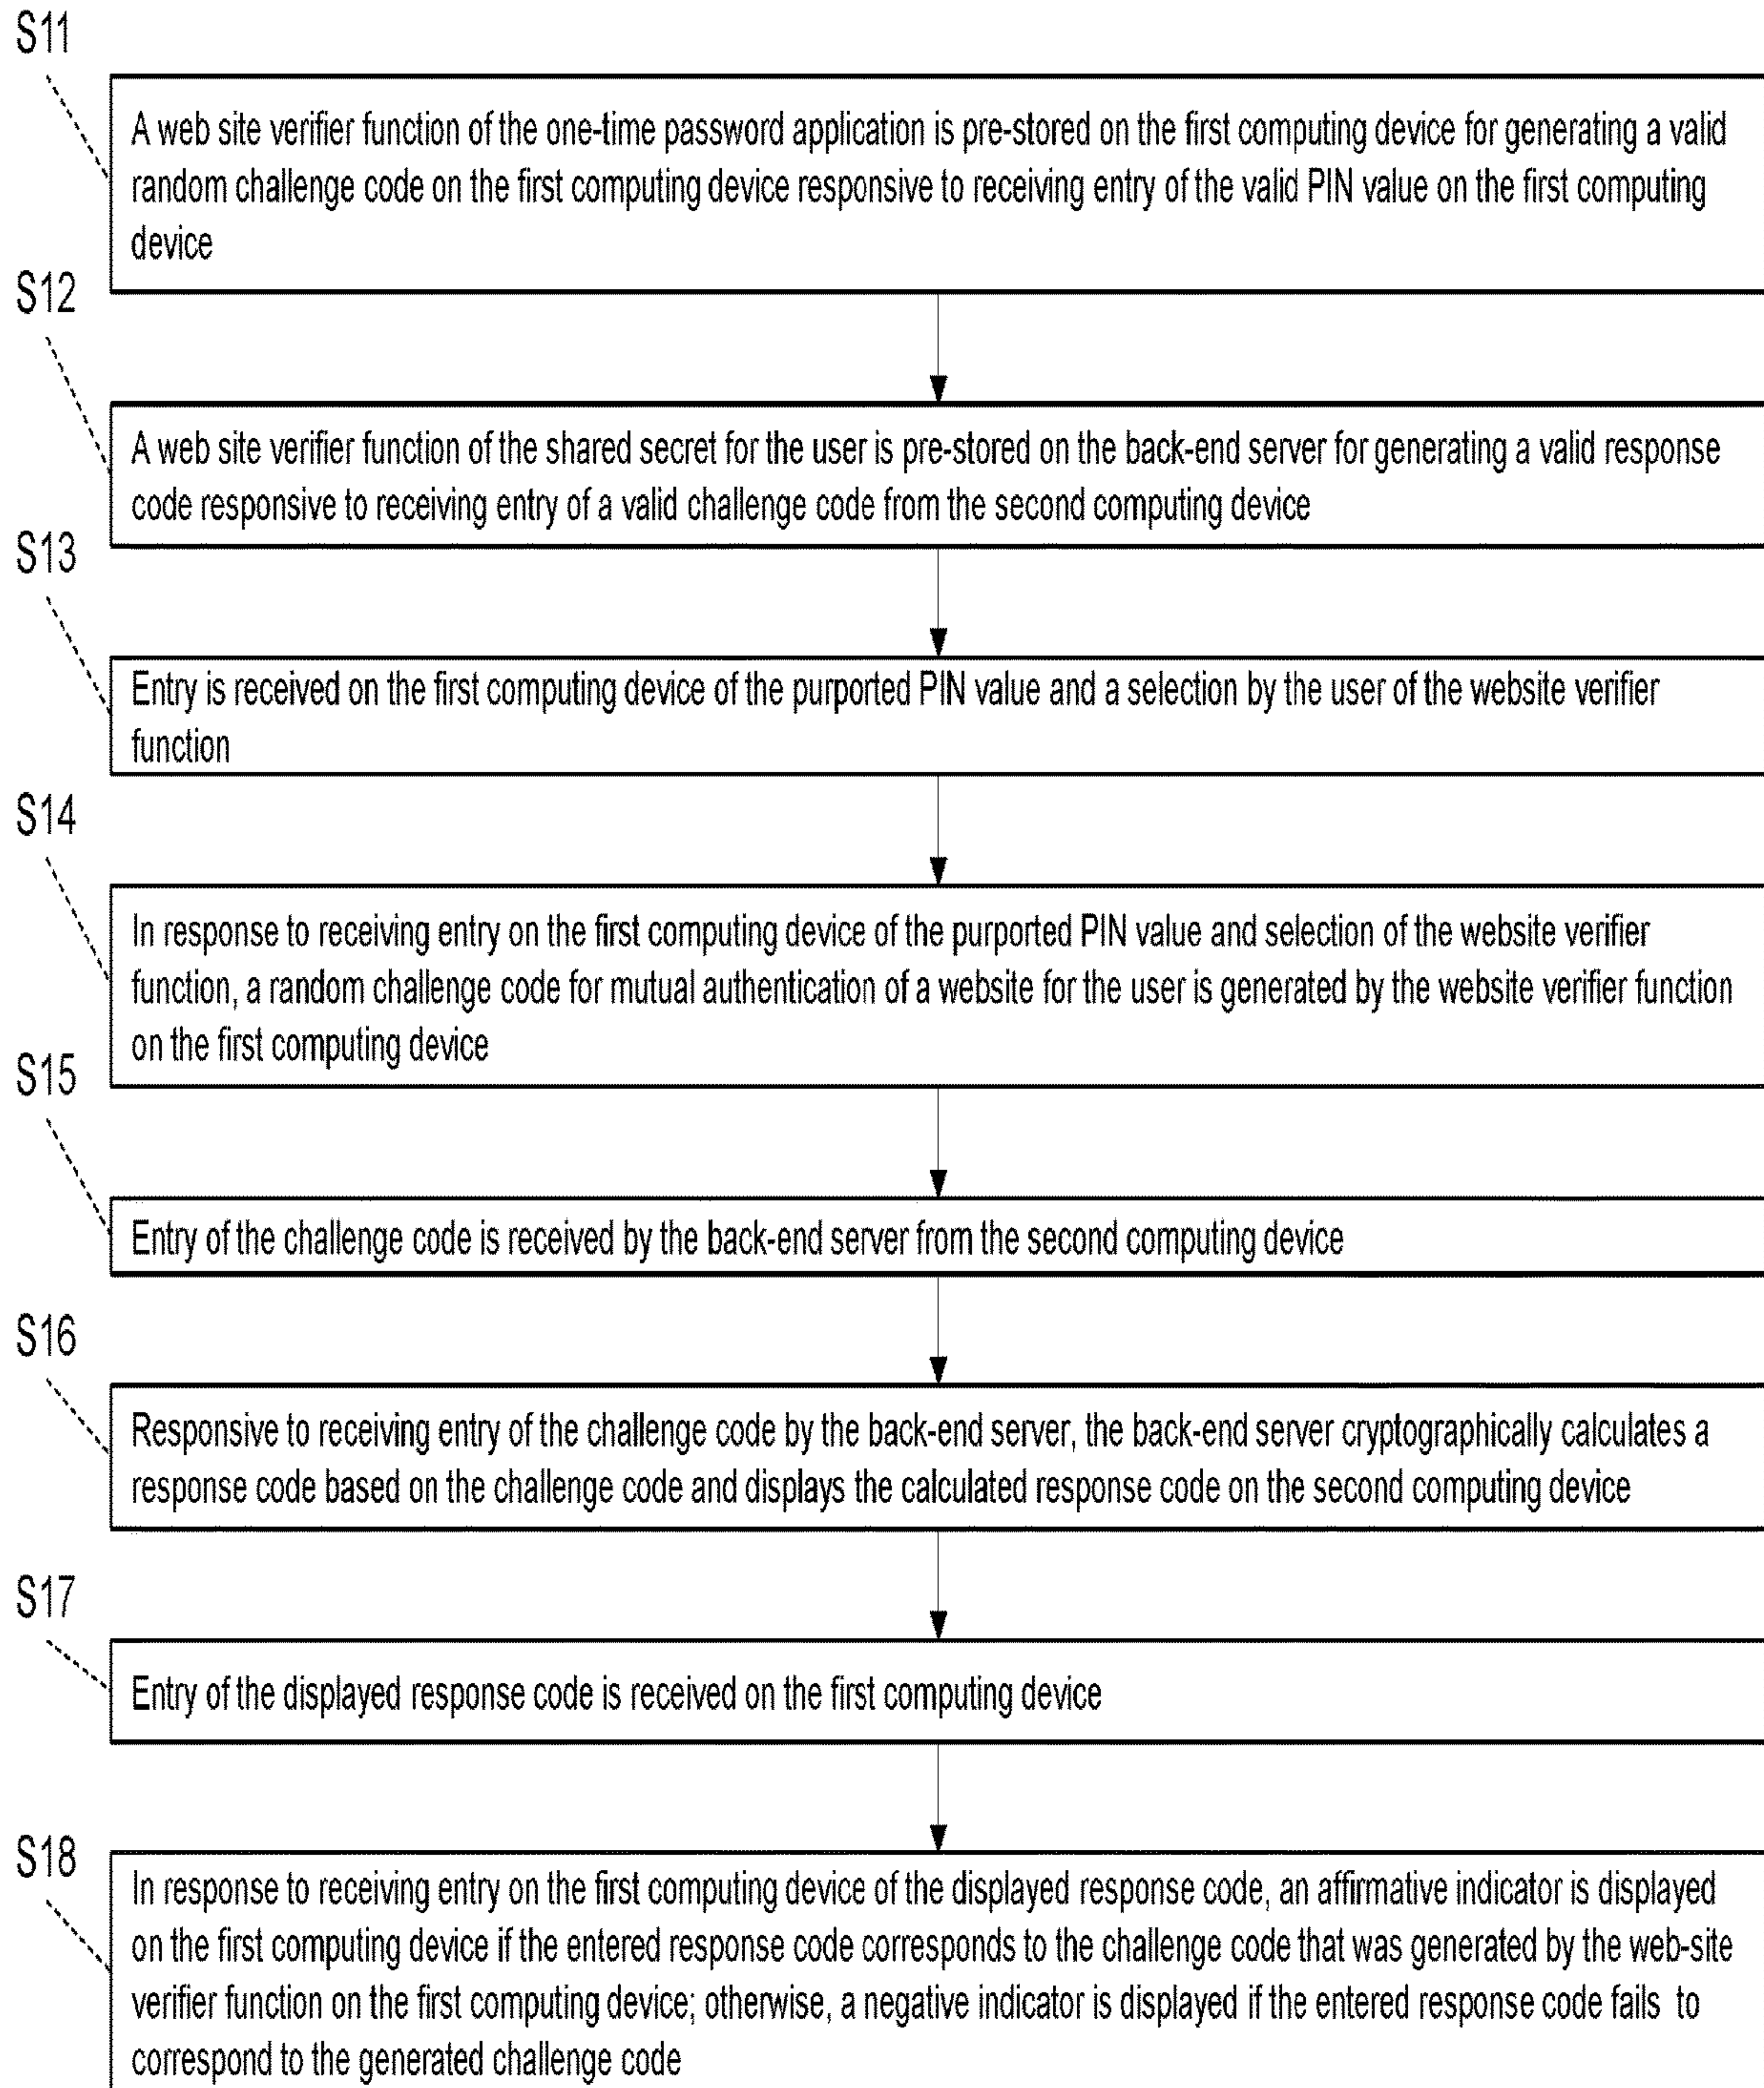 S11
A web site verifier function of the one-time password application is pre-stored on the first computing device for generating a valid
random challenge code on the first computing device responsive to receiving entry of the valid PIN value on the first computing
device
S12
A web site verifier function of the shared secret for the user is pre-stored on the back-end server for generating a valid response
code responsive to receiving entry of a valid challenge code from the second computing device
S13
Entry is received on the first computing device of the purported PIN value and a selection by the user of the website verifier
function
S14
In response to receiving entry on the first computing device of the purported PIN value and selection of the website verifier
function, a random challenge code for mutual authentication of a website for the user is generated by the website verifier function
on the first computing device
S15
Entry of the challenge code is received by the back-end server from the second computing device
S16
Responsive to receiving entry of the challenge code by the back-end server, the back-end server cryptographically calculates a
response code based on the challenge code and displays the calculated response code on the second computing device
S17
Entry of the displayed response code is received on the first computing device
S18
In response to receiving entry on the first computing device of the displayed response code, an affirmative indicator is displayed
on the first computing device if the entered response code corresponds to the challenge code that was generated by the web-site
verifier function on the first computing device; otherwise, a negative indicator is displayed if the entered response code fails to
correspond to the generated challenge code